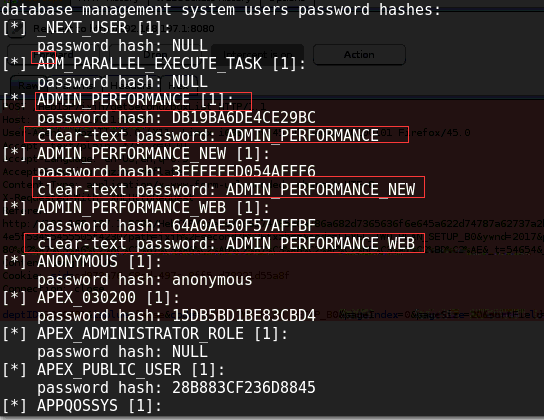 database management system users password hashes:
[*] _NEXT_USER [1]:
password hash: NULL
[*] ADM_PARALLEL_EXECUTE_TASK [1]:
password hash: NULL
[*] ADMIN_PERFORMANCE [1]:
password hash: DB19BA6DE4CE29BC
clear-text password: ADMIN_PERFORMANCE
[*] ADMIN_PERFORMANCE_NEW [1]:
password hash: 3EFEFEFD054AFEF6
clear-text password: ADMIN_PERFORMANCE_NEW
[*] ADMIN_PERFORMANCE_WEB [1]:
password hash: 64A0AE50F57AFFBF
clear-text password: ADMIN_PERFORMANCE_WEB
[*] ANONYMOUS [1]:
password hash: anonymous
[*] APEX_030200 [1]:
password hash: 15DB5BD1BE83CBD4
[*] APEX_ADMINISTRATOR_ROLE [1]:
password hash: NULL
[*] APEX_PUBLIC_USER [1]:
password hash: 28B883CF236D8845
[*] APPQOSSYS [1]: